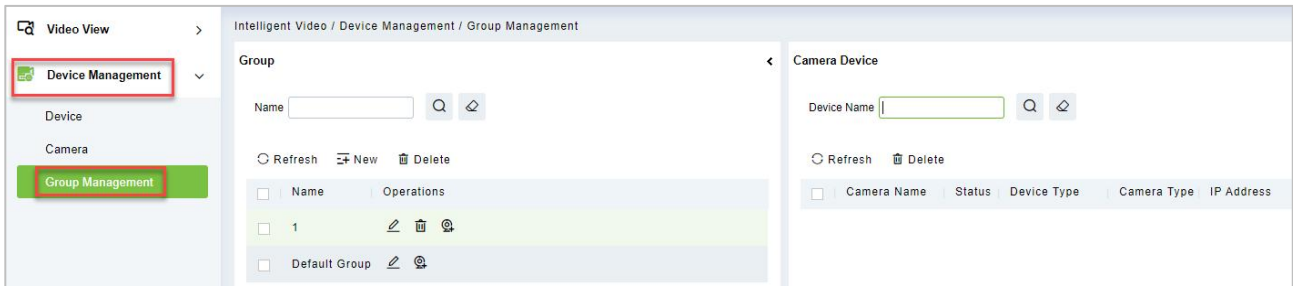 Video View
Device Management
Device
Camera
Group Management
Intelligent Video / Device Management / Group Management
Group
Name
Refresh New Delete
Name Operations
1
Default Group
Camera Device
Device Name
Refresh Delete
Camera Name Status Device Type Camera Type IP Address